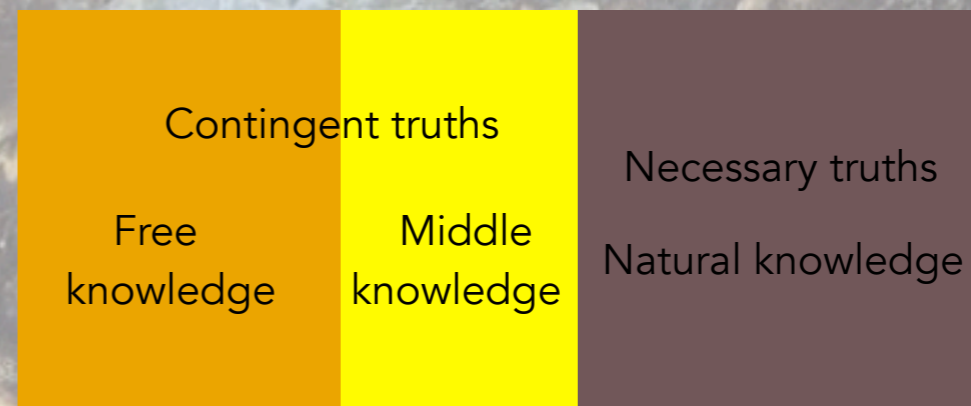 Contingent truths
Free
knowledge
Middle
knowledge
Necessary truths
Natural knowledge